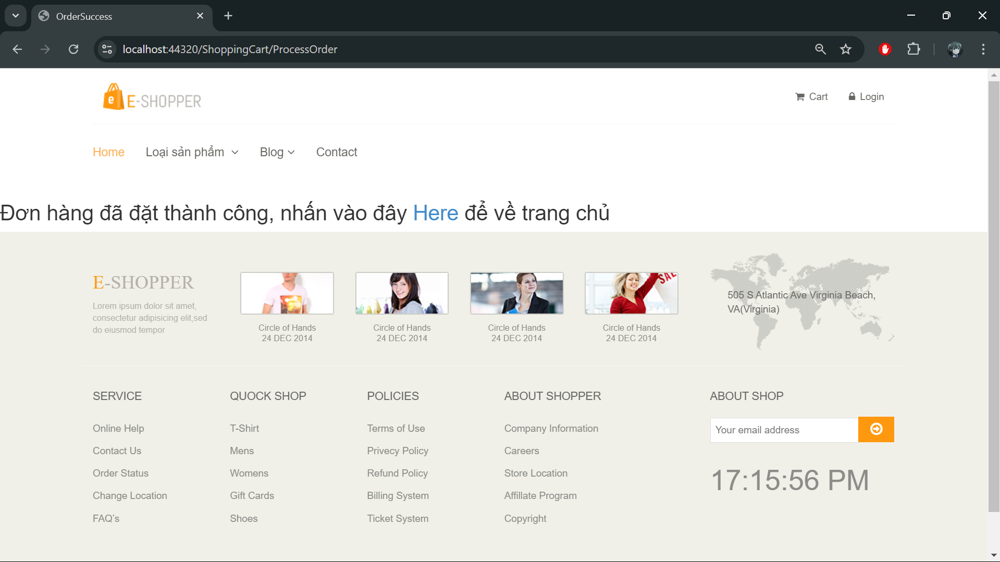 OrderSuccess
localhost:44320/ShoppingCart/ProcessOrder
E-SHOPPER
Cart
Login
Home
Loại sản phẩm
Blog
Contact
Đơn hàng đã đặt thành công, nhấn vào đây Here để về trang chủ
E-SHOPPER
Lorem ipsum dolor sit amet,
consectetur adipisicing elit,sed
do eiusmod tempor
Circle of Hands
24 DEC 2014
Circle of Hands
24 DEC 2014
Circle of Hands
24 DEC 2014
SALE
Circle of Hands
24 DEC 2014
505 S Atlantic Ave Virginia Beach,
VA(Virginia)
SERVICE
Online Help
Contact Us
Order Status
Change Location
FAQ's
QUOCK SHOP
T-Shirt
Mens
Womens
Gift Cards
Shoes
POLICIES
Terms of Use
Privecy Policy
Refund Policy
Billing System
Ticket System
ABOUT SHOPPER
Company Information
Careers
Store Location
Affillate Program
Copyright
ABOUT SHOP
Your email address
17:15:56 PM